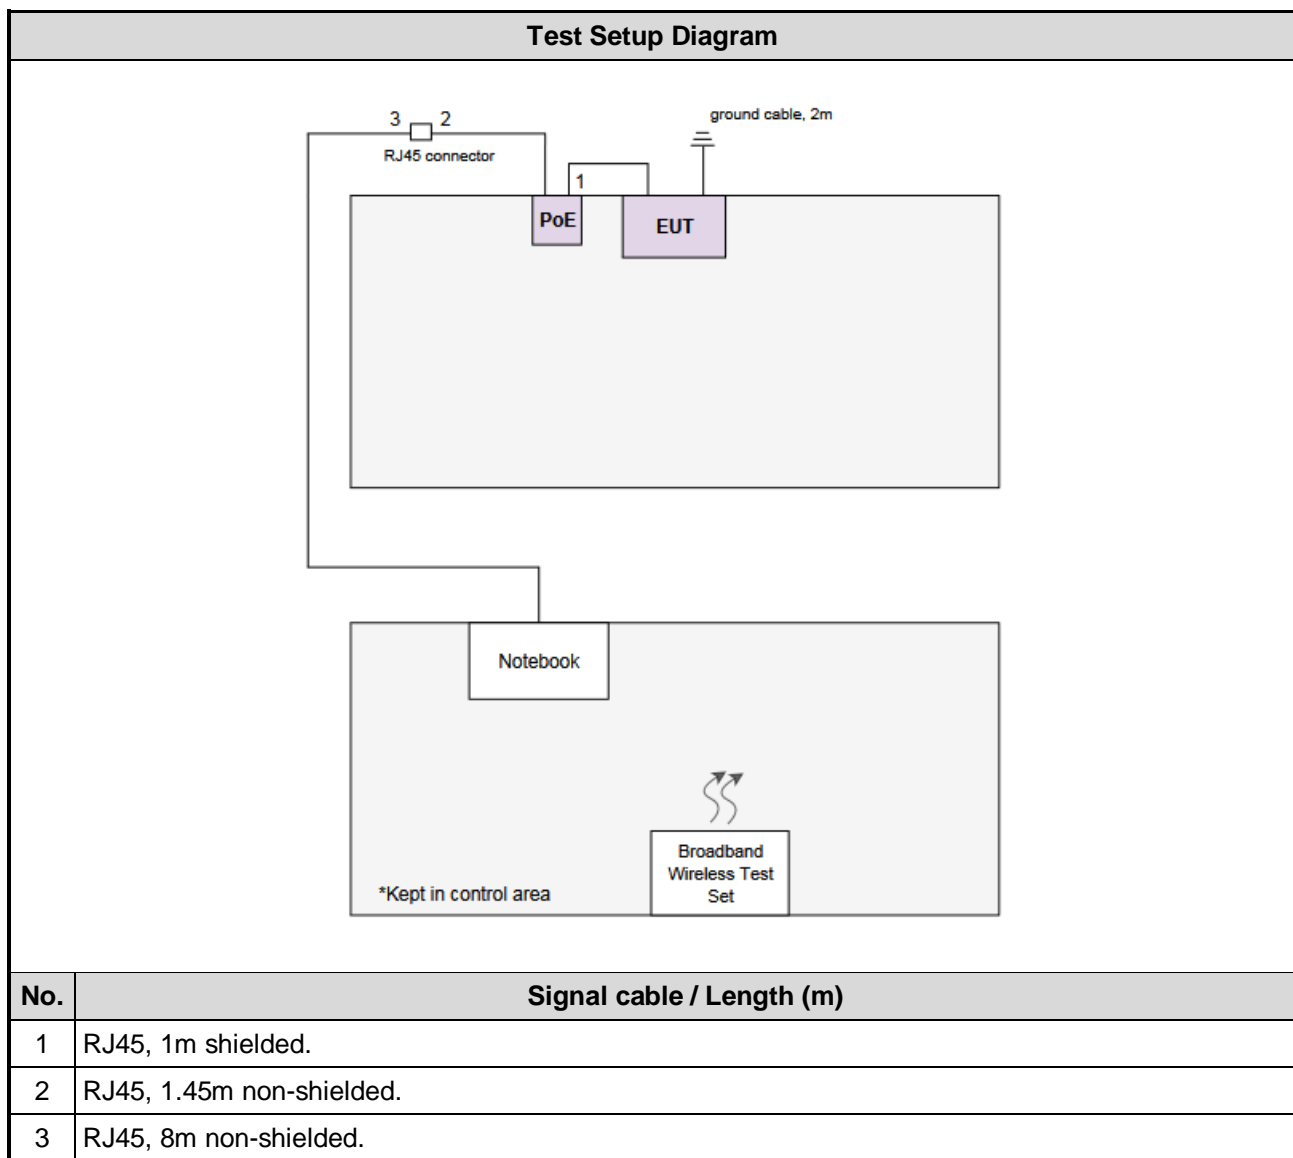 Test Setup Diagram
ground cable, 2m
3 2
RJ45 connector
1
PoE
EUT
Notebook
Broadband
Wireless Test
Set
*Kept in control area
No. Signal cable / Length (m)
1 RJ45, 1m shielded.
2 RJ45, 1.45m non-shielded.
3 RJ45, 8m non-shielded.